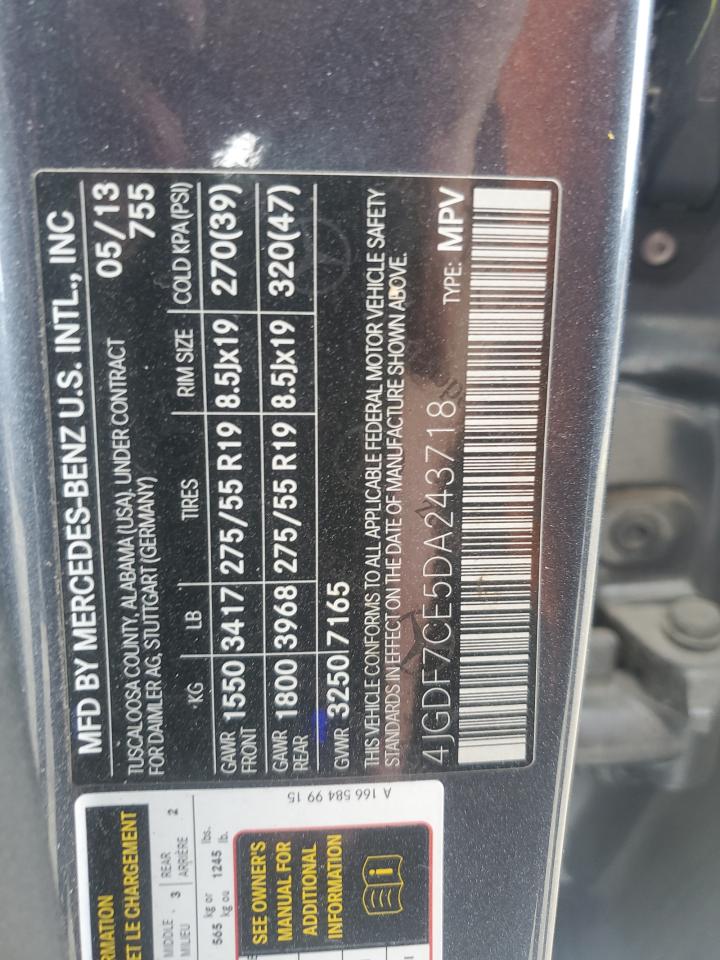 MFD BY MERCEDES-BENZ U.S. INTL., INC
TUSCALOOSA COUNTY, ALABAMA (USA), UNDER CONTRACT 05/13
FOR DAIMLER AG, STUTTGART (GERMANY) 755
KG LB TIRES RIM SIZE COLD KPA (PSI)
GAWR FRONT 1550 3417 275/55 R19 8.5Jx19 270(39)
GAWR REAR 1800 3968 275/55 R19 8.5Jx19 320(47)
GVWR 3250 7165
THIS VEHICLE CONFORMS TO ALL APPLICABLE FEDERAL MOTOR VEHICLE SAFETY
STANDARDS IN EFFECT ON THE DATE OF MANUFACTURE SHOWN ABOVE.
4JGDF7CE5DA243718 TYPE: MPV
A 166 584 99 15
ET LE CHARGEMENT
MIDDLE 3 REAR 2
MILIEU ARRIÈRE
565 kg or 1245 lbs.
kg ou lb.
SEE OWNER'S
MANUAL FOR
ADDITIONAL
INFORMATION